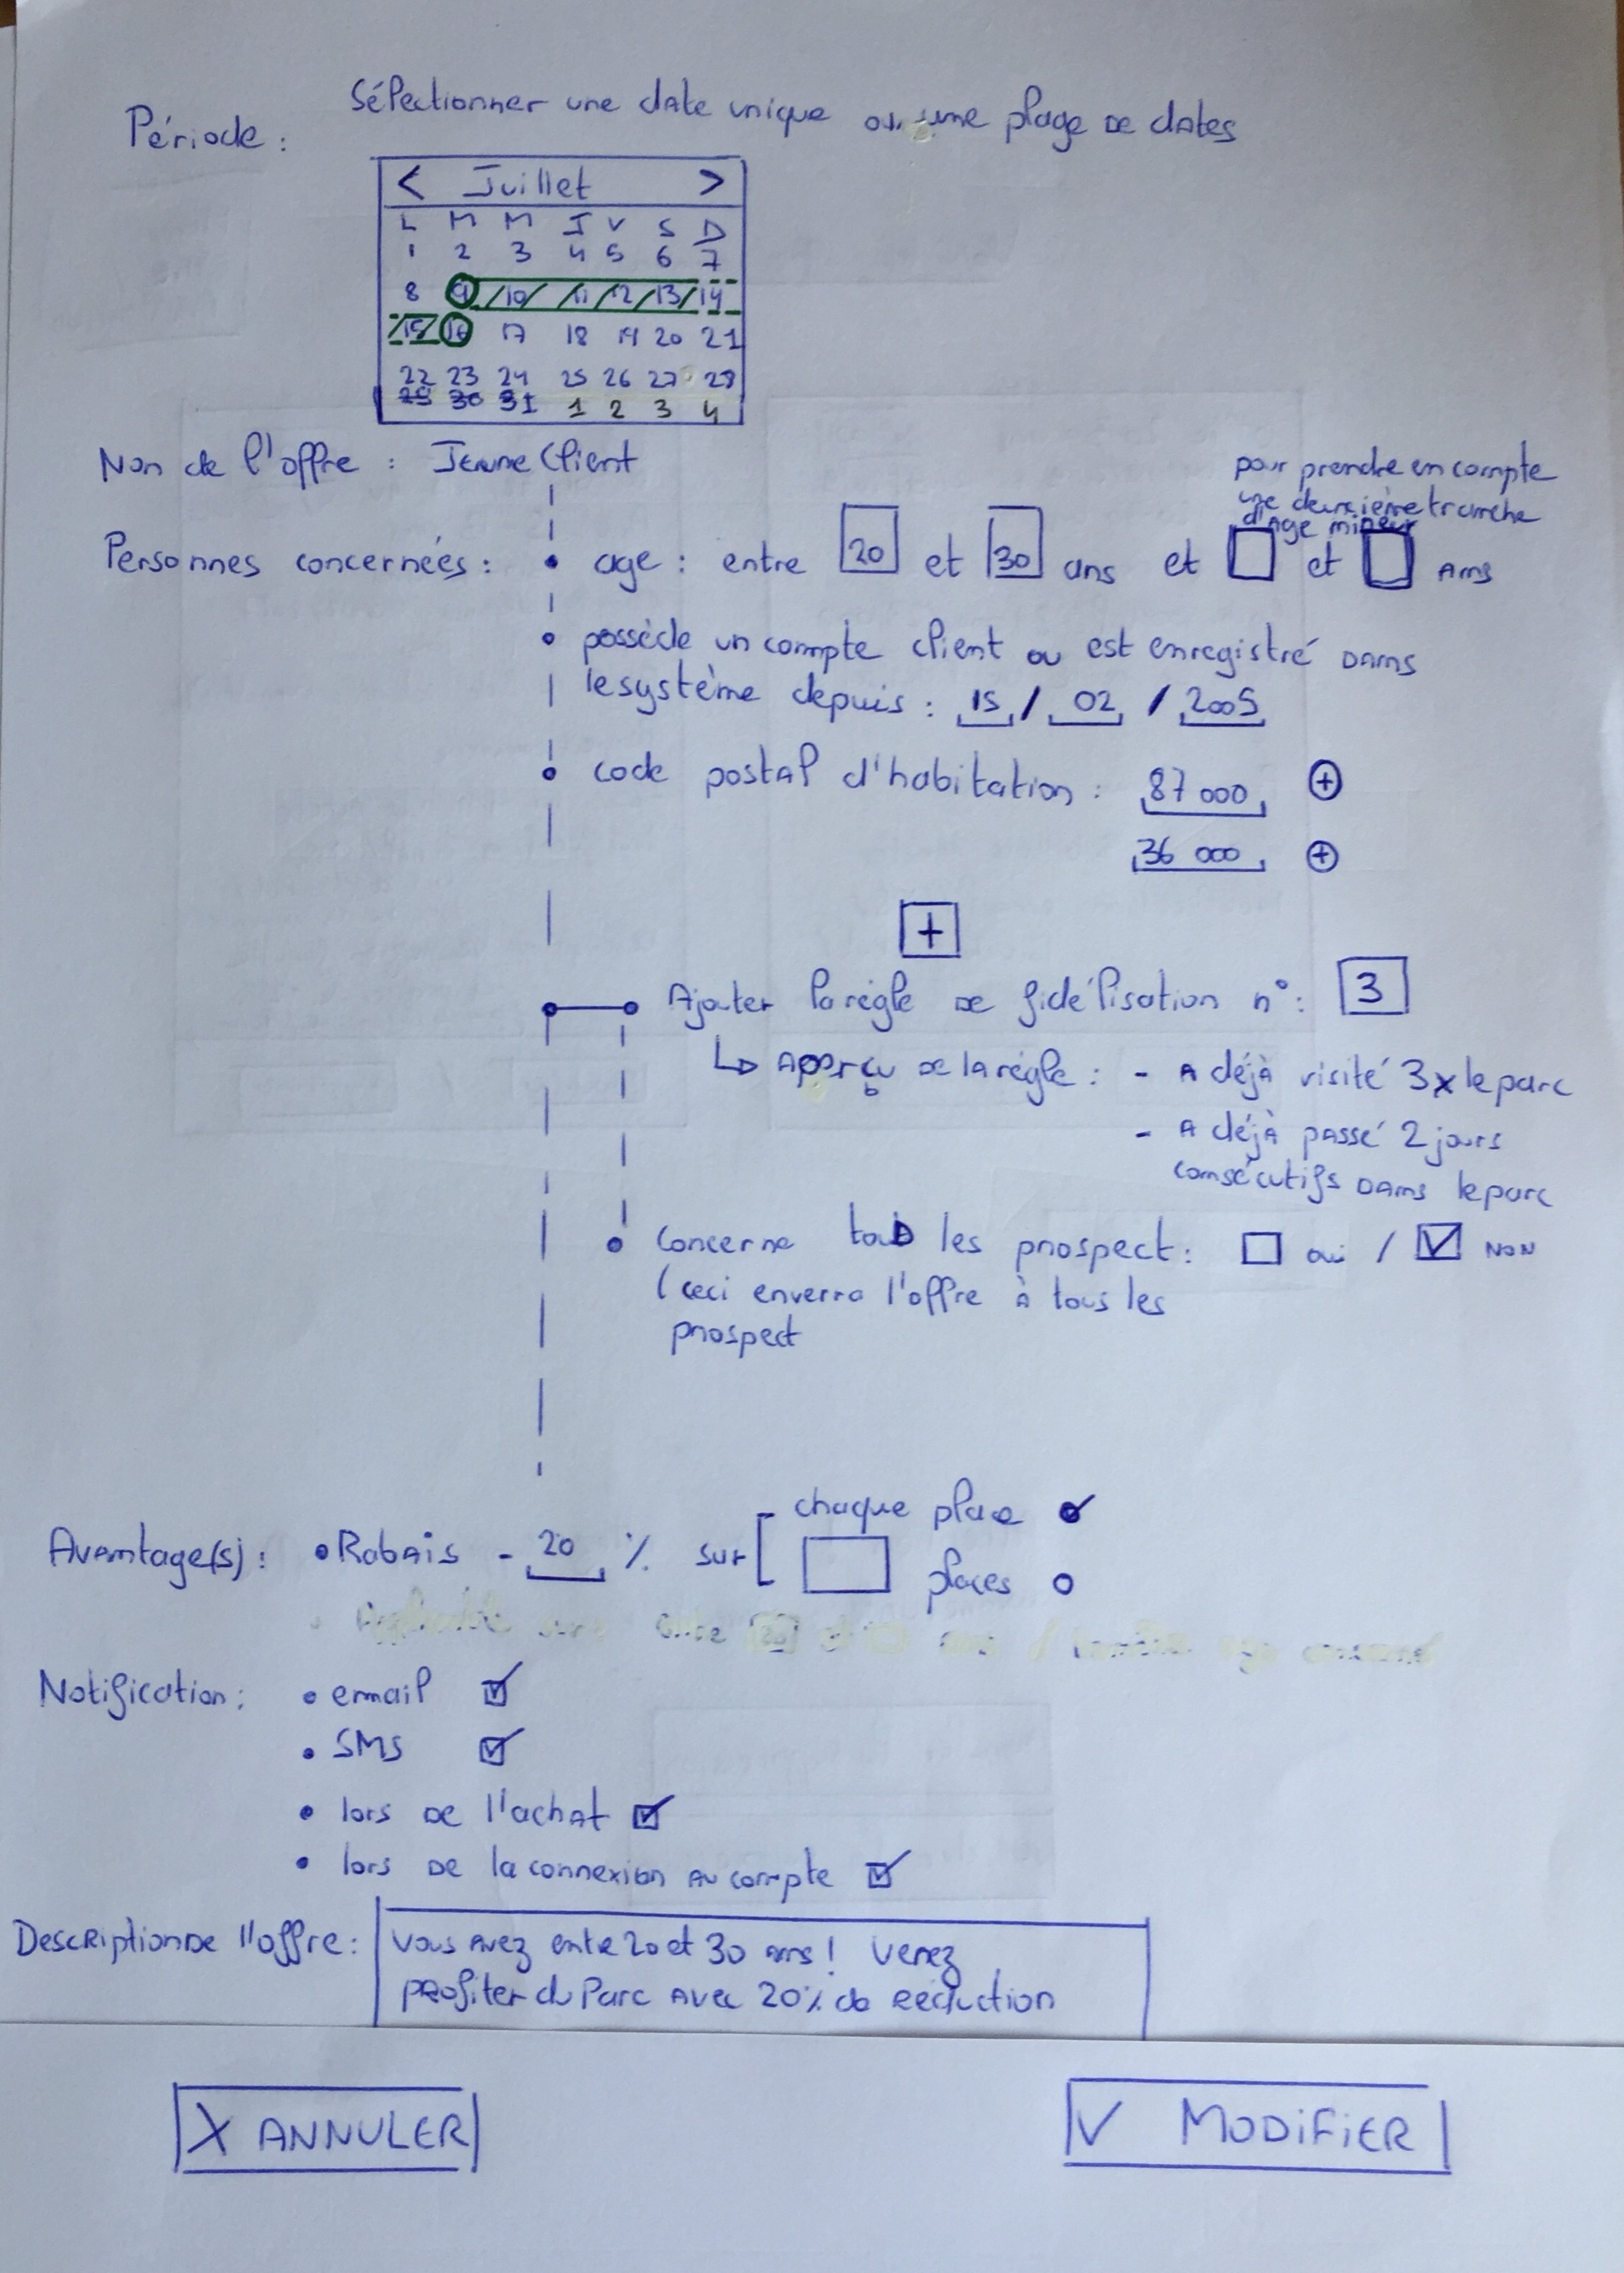 Sélectionner une date unique ou une plage de dates
Période :
< Juillet >
L M M J V S D
1 2 3 4 5 6 7
8 9 10 11 12 13 14
15 16 17 18 19 20 21
22 23 24 25 26 27 28
29 30 31 1 2 3 4
Non de l'offre : Jeune Client
pour prendre en compte
une deuxième tranche
d'age mineur
Personnes concernées : • age : entre 20 et 30 ans et et ans
• possède un compte client ou est enregistré dans
le système depuis : 15 / 02 / 2005
• code postal d'habitation : 87 000 +
36 000 +
+
Ajouter la règle de fidélisation n° : 3
Aperçu de la règle : - a déjà visité 3x le parc
- a déjà passé 2 jours
consécutifs dans le parc
• Concerne tous les prospect : oui / NON
(ceci enverra l'offre à tous les
prospect
chaque place
Avantage(s) : • Rabais - 20 % sur
places
Notification : • email
• SMS
• lors de l'achat
• lors de la connexion au compte
Description de l'offre : Vous avez entre 20 et 30 ans ! Venez
profiter du Parc avec 20% de reduction
X ANNULER V MODIFIER